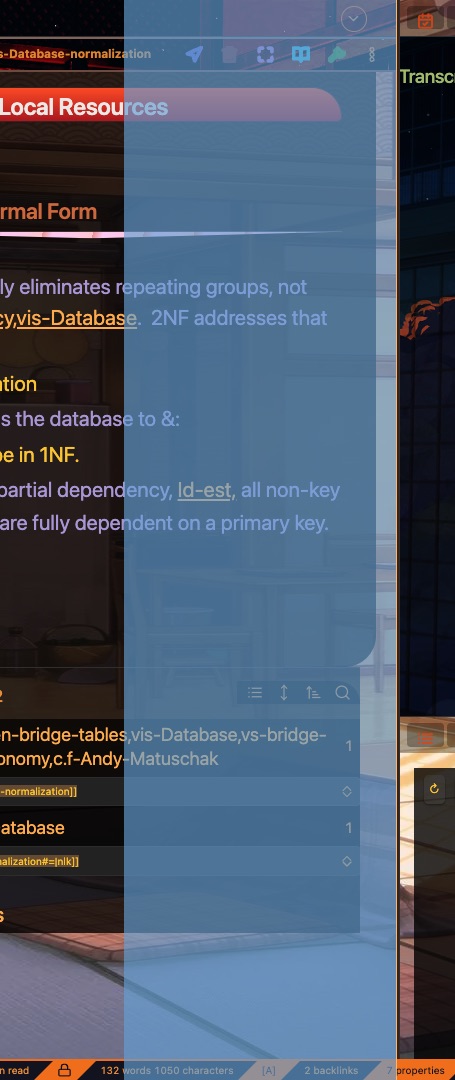 s-Database-normalization
Transcr
Local Resources
rmal Form
ly eliminates repeating groups, not
cy,vis-Database. 2NF addresses that
ation
s the database to &:
be in 1NF.
partial dependency, Id-est, all non-key
are fully dependent on a primary key.
2
en-bridge-tables,vis-Database,vs-bridge-
onomy,c.f-Andy-Matuschak
1
-normalization]]
atabase
1
nalization#=|nlk]]
s
n read
132 words 1050 characters
[A]
2 backlinks
7 properties